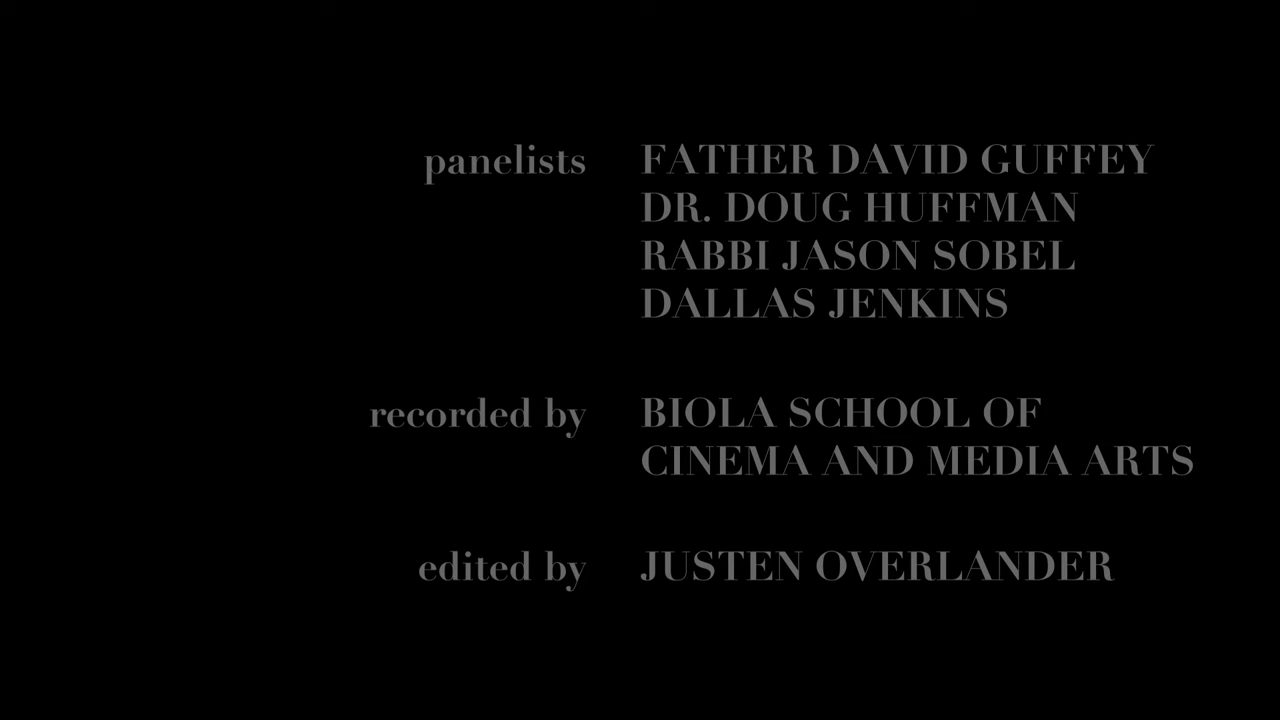 panelists FATHER DAVID GUFFEY
DR. DOUG HUFFMAN
RABBI JASON SOBEL
DALLAS JENKINS
recorded by BIOLA SCHOOL OF
CINEMA AND MEDIA ARTS
edited by JUSTEN OVERLANDER